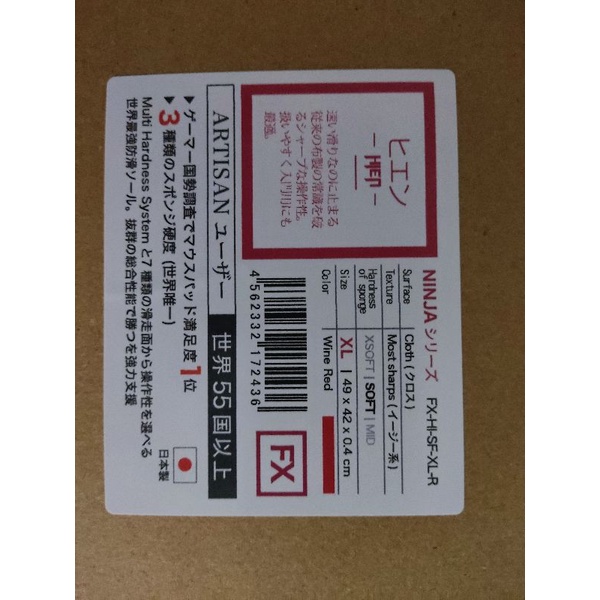 ヒエン
HIEN
速い滑りなのに止まる
従来の布製の常識を破
るシャープな操作性。
扱いやすく入門用にも
最適。
NINJA シリーズ FX-HI-SF-XL-R
Surface Cloth (クロス)
Texture Most sharps (イージー系)
Hardness of sponge XSOFT | SOFT | MID
Size XL | 49 x 42 x 0.4 cm
Color Wine Red
4 562332 172436
FX
ARTISAN ユーザー 世界 55 国以上
▶ ゲーマー国勢調査でマウスパッド満足度 1 位
▶ 3 種類のスポンジ硬度 (世界唯一)
Multi Hardness System と7 種類の滑走面から操作性を選べる
世界最強防滑ソール。抜群の総合性能で勝つを強力支援
日本製